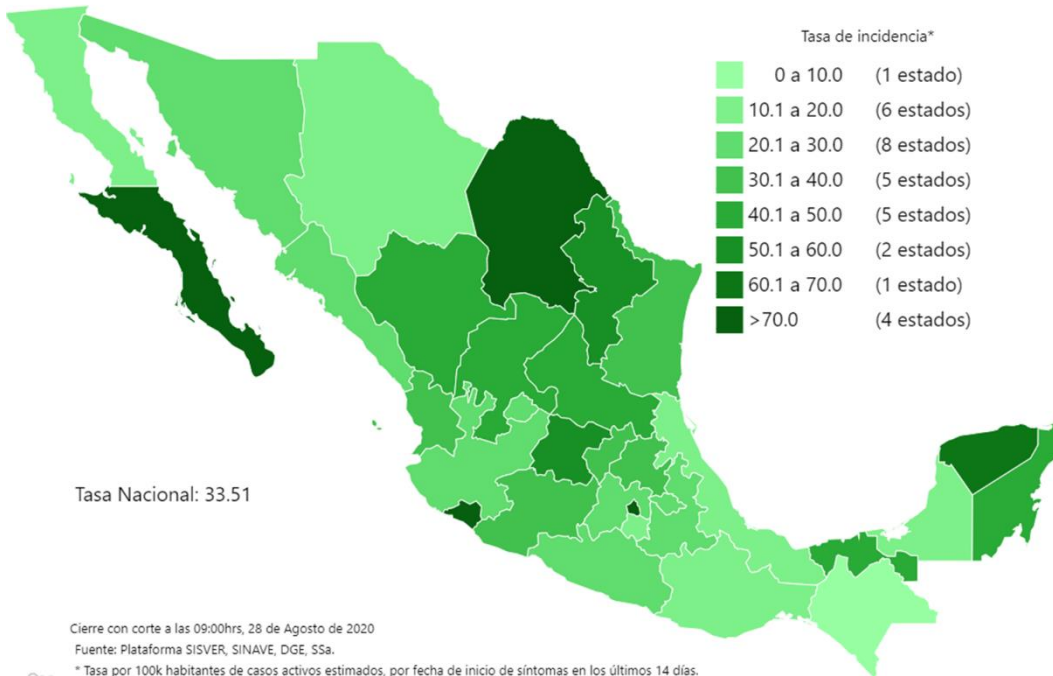 Tasa de incidencia*
0 a 10.0 (1 estado)
10.1 a 20.0 (6 estados)
20.1 a 30.0 (8 estados)
30.1 a 40.0 (5 estados)
40.1 a 50.0 (5 estados)
50.1 a 60.0 (2 estados)
60.1 a 70.0 (1 estado)
>70.0 (4 estados)
Tasa Nacional: 33.51
Cierre con corte a las 09:00hrs, 28 de Agosto de 2020
Fuente: Plataforma SISVER, SINAVE, DGE, SSa.
* Tasa por 100k habitantes de casos activos estimados, por fecha de inicio de síntomas en los últimos 14 días.